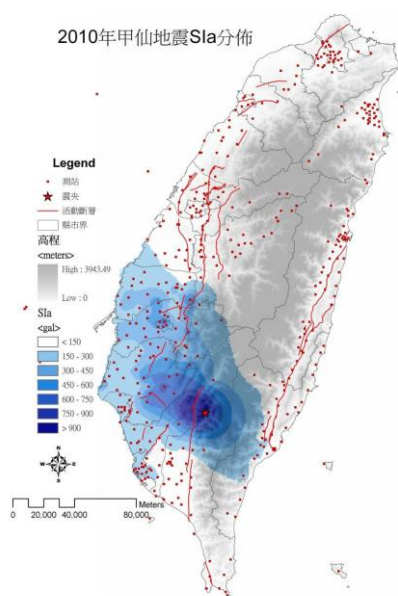 2010年甲仙地震SIa分佈
Legend
測站
震央
活動斷層
縣市界
高程
<meters>
High : 3943.49
Low : 0
SIa
<gal>
< 150
150 - 300
300 - 450
450 - 600
600 - 750
750 - 900
> 900
N
W
E
S
Meters
0 20,000 40,000 80,000